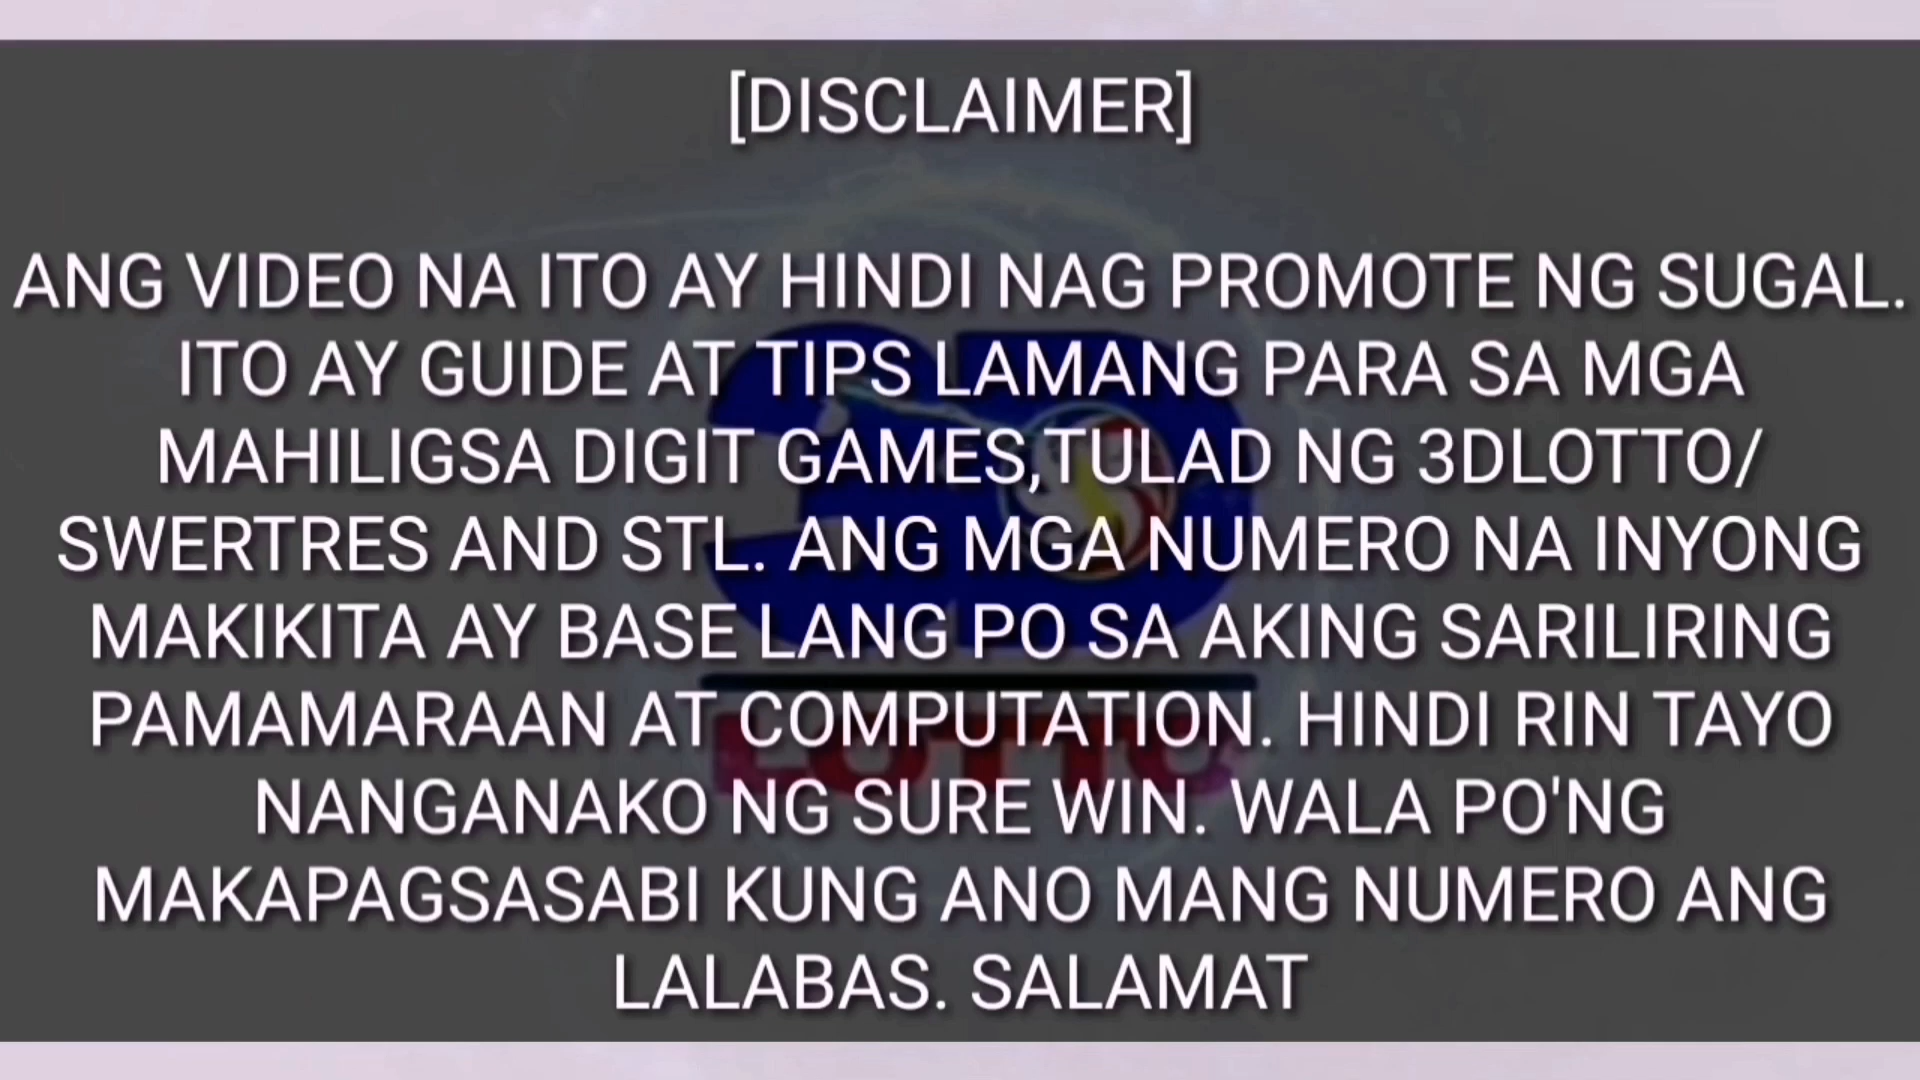 [DISCLAIMER]
ANG VIDEO NA ITO AY HINDI NAG PROMOTE NG SUGAL.
ITO AY GUIDE AT TIPS LAMANG PARA SA MGA
MAHILIGSA DIGIT GAMES,TULAD NG 3DLOTTO/
SWERTRES AND STL. ANG MGA NUMERO NA INYONG
MAKIKITA AY BASE LANG PO SA AKING SARILIRING
PAMAMARAAN AT COMPUTATION. HINDI RIN TAYO
NANGANAKO NG SURE WIN. WALA PO'NG
MAKAPAGSASABI KUNG ANO MANG NUMERO ANG
LALABAS. SALAMAT
3D
LOTTO